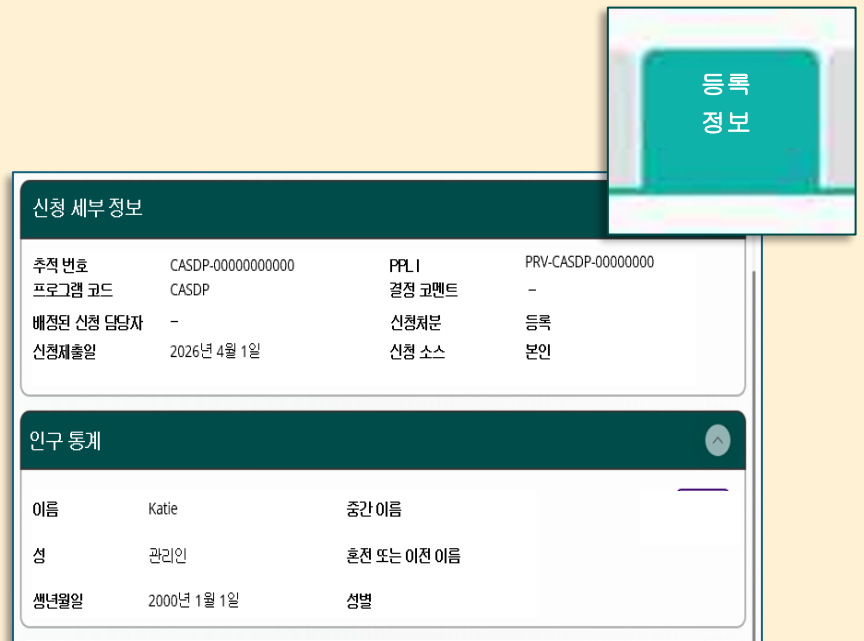 등록
정보
신청 세부 정보
추적 번호 CASDP-00000000000 PPL I PRV-CASDP-00000000
프로그램 코드 CASDP 결정 코멘트 –
배정된 신청 담당자 – 신청처분 등록
신청제출일 2026년 4월 1일 신청 소스 본인
인구 통계
이름 Katie 중간 이름
성 관리인 혼전 또는 이전 이름
생년월일 2000년 1월 1일 성별